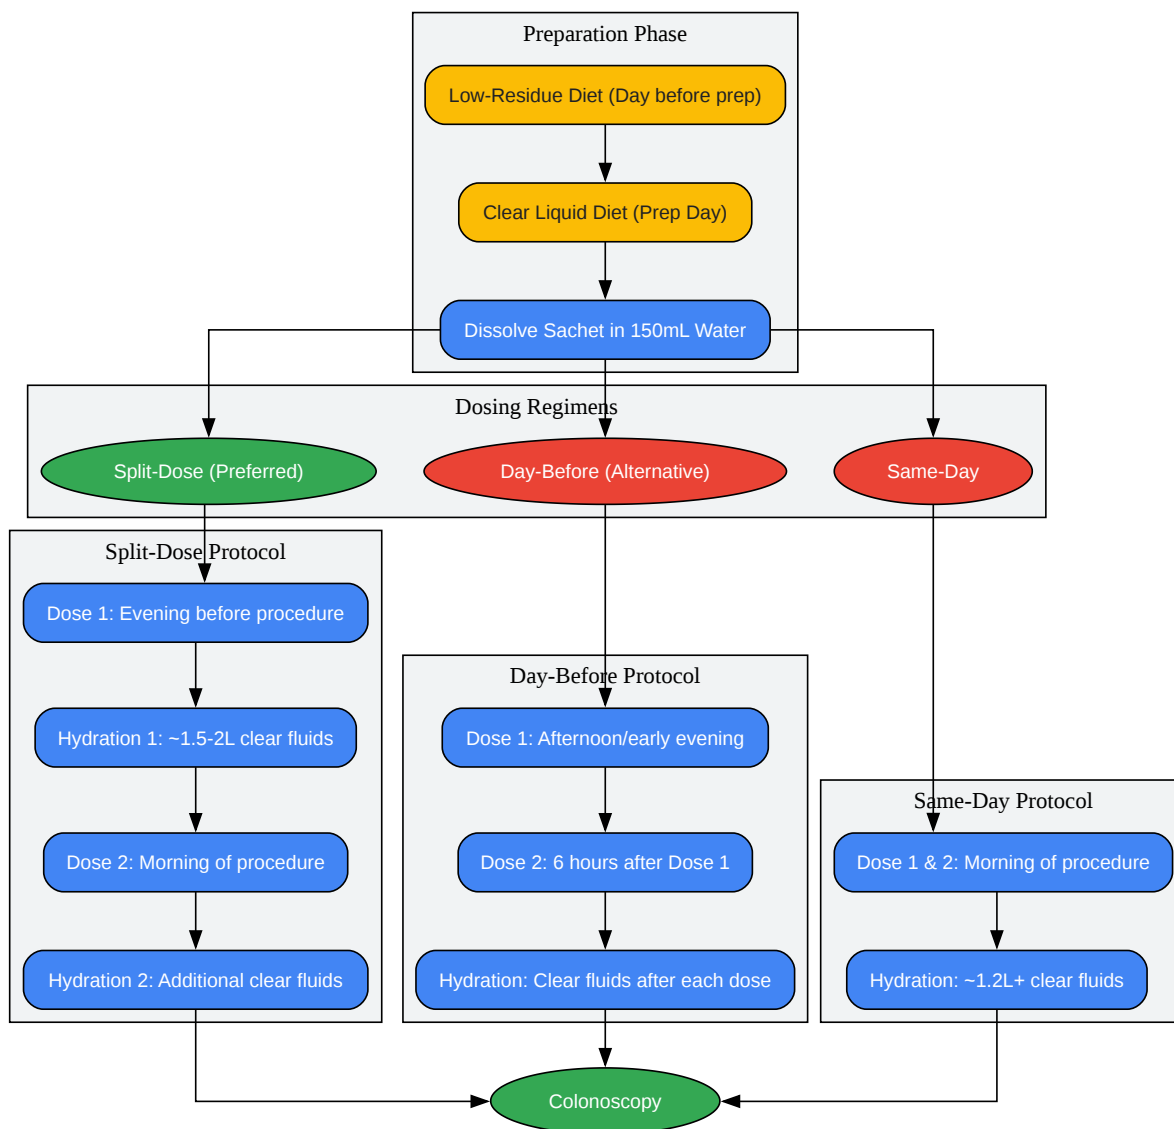 Preparation Phase
Low-Residue Diet (Day before prep)
Clear Liquid Diet (Prep Day)
Dissolve Sachet in 150mL Water
Dosing Regimens
Split-Dose (Preferred)
Day-Before (Alternative)
Same-Day
Split-Dose Protocol
Dose 1: Evening before procedure
Hydration 1: ~1.5-2L clear fluids
Dose 2: Morning of procedure
Hydration 2: Additional clear fluids
Day-Before Protocol
Dose 1: Afternoon/early evening
Dose 2: 6 hours after Dose 1
Hydration: Clear fluids after each dose
Same-Day Protocol
Dose 1 & 2: Morning of procedure
Hydration: ~1.2L+ clear fluids
Colonoscopy